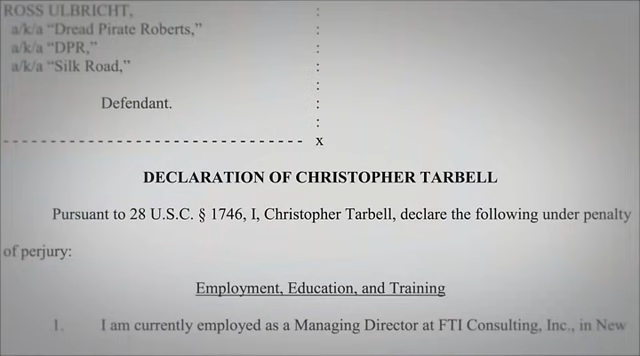 ROSS ULBRICHT, :
a/k/a “Dread Pirate Roberts,” :
a/k/a “DPR,” :
a/k/a “Silk Road,” :
:
Defendant. :
:
- - - - - - - - - - - - - - - - - - - - - - - - - - - - - - - - x
DECLARATION OF CHRISTOPHER TARBELL
Pursuant to 28 U.S.C. § 1746, I, Christopher Tarbell, declare the following under penalty
of perjury:
Employment, Education, and Training
1. I am currently employed as a Managing Director at FTI Consulting, Inc., in New